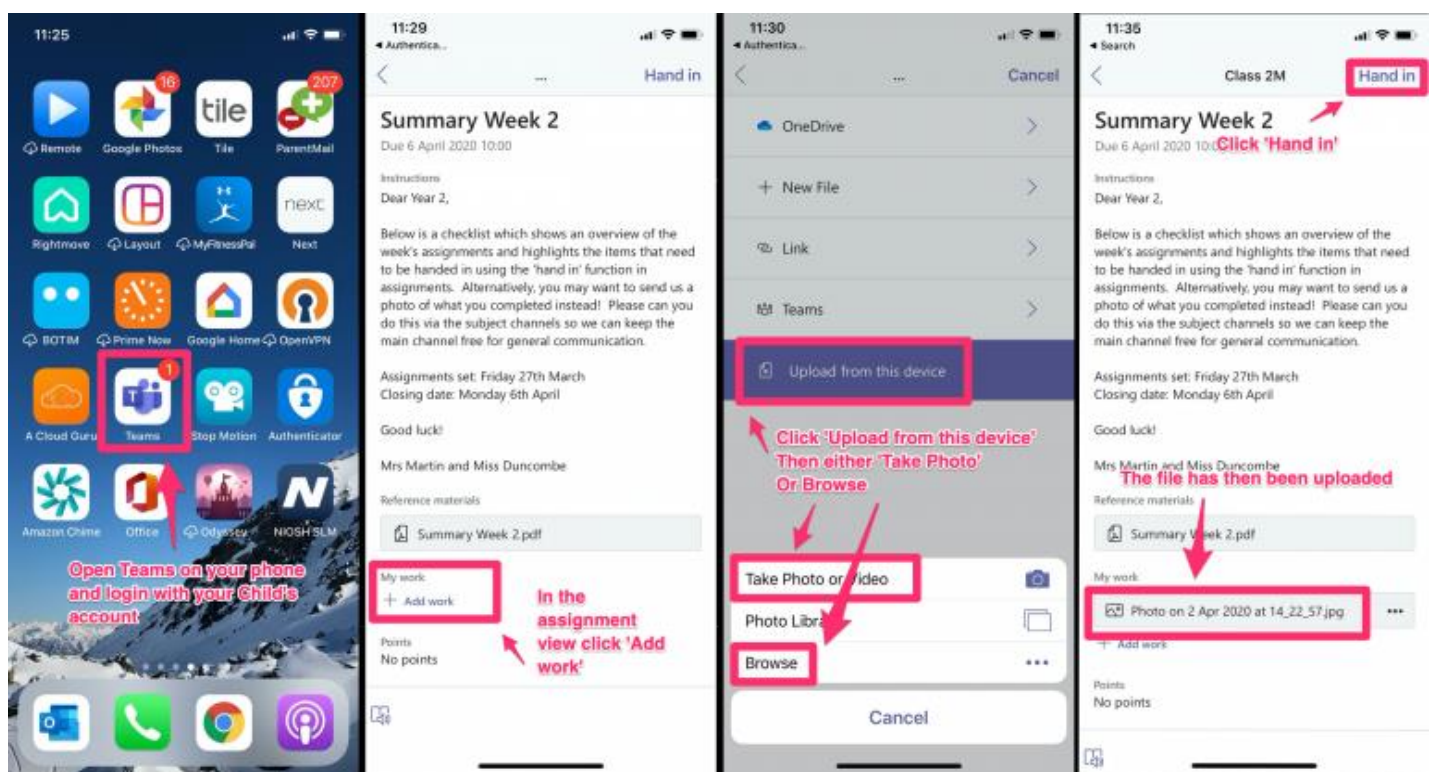 11:25
16
207
tile
Remote
Google Photos
Tile
ParentMail
next
Rightmove
Layout
MyFitnessPal
Next
BOTIM
Prime Now
Google Home
OpenVPN
1
A Cloud Guru
Teams
Stop Motion
Authenticator
N
Amazon Chime
Office
Odyssey
NIOSH SLM
Open Teams on your phone
and login with your Child's
account
11:29
Authentica...
...
Hand in
Summary Week 2
Due 6 April 2020 10:00
Instructions
Dear Year 2,
Below is a checklist which shows an overview of the
week's assignments and highlights the items that need
to be handed in using the 'hand in' function in
assignments. Alternatively, you may want to send us a
photo of what you completed instead! Please can you
do this via the subject channels so we can keep the
main channel free for general communication.
Assignments set: Friday 27th March
Closing date: Monday 6th April
Good luck!
Mrs Martin and Miss Duncombe
Reference materials
Summary Week 2.pdf
My work
+ Add work
In the
assignment
view click 'Add
work'
Points
No points
11:30
Authentica...
...
Cancel
OneDrive
+ New File
Link
Teams
Upload from this device
Click 'Upload from this device'
Then either 'Take Photo'
Or Browse
Take Photo or Video
Photo Library
Browse
...
Cancel
11:35
Search
Class 2M
Hand in
Summary Week 2
Due 6 April 2020 10:0
Click 'Hand in'
Instructions
Dear Year 2,
Below is a checklist which shows an overview of the
week's assignments and highlights the items that need
to be handed in using the 'hand in' function in
assignments. Alternatively, you may want to send us a
photo of what you completed instead! Please can you
do this via the subject channels so we can keep the
main channel free for general communication.
Assignments set: Friday 27th March
Closing date: Monday 6th April
Good luck!
Mrs Martin and Miss Duncombe
The file has then been uploaded
Reference materials
Summary Week 2.pdf
My work
Photo on 2 Apr 2020 at 14_22_57.jpg
...
+ Add work
Points
No points